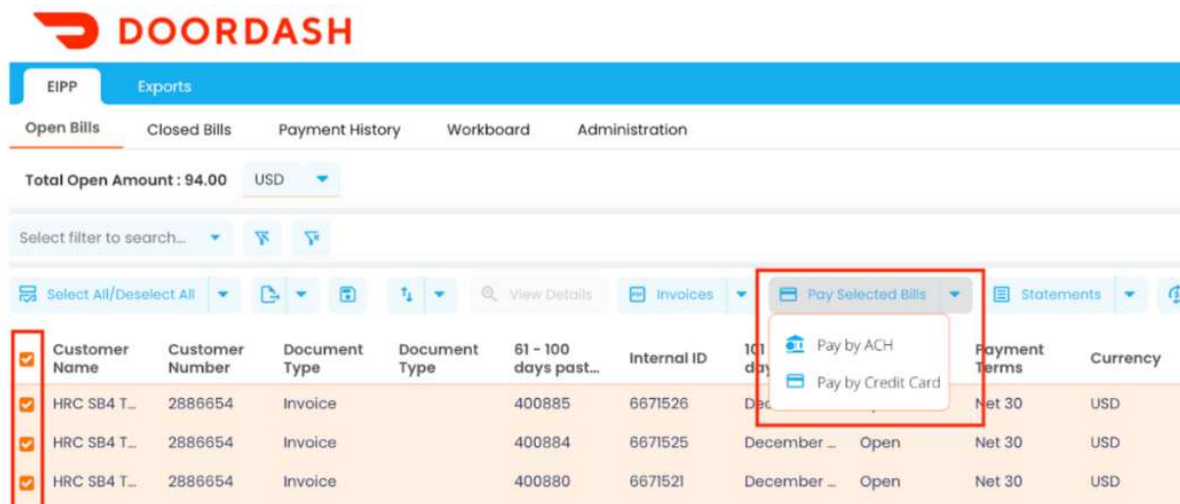 DOORDASH
EIPP Exports
Open Bills Closed Bills Payment History Workboard Administration
Total Open Amount : 94.00 USD
Select filter to search...
Select All/Deselect All View Details Invoices Pay Selected Bills Statements
Pay by ACH
Pay by Credit Card
Customer Name Customer Number Document Type Document Type 61 - 100 days past... Internal ID 101 Payment Terms Currency
HRC SB4 T... 2886654 Invoice 400885 6671526 Net 30 USD
HRC SB4 T... 2886654 Invoice 400884 6671525 December ... Open Net 30 USD
HRC SB4 T... 2886654 Invoice 400880 6671521 December ... Open Net 30 USD